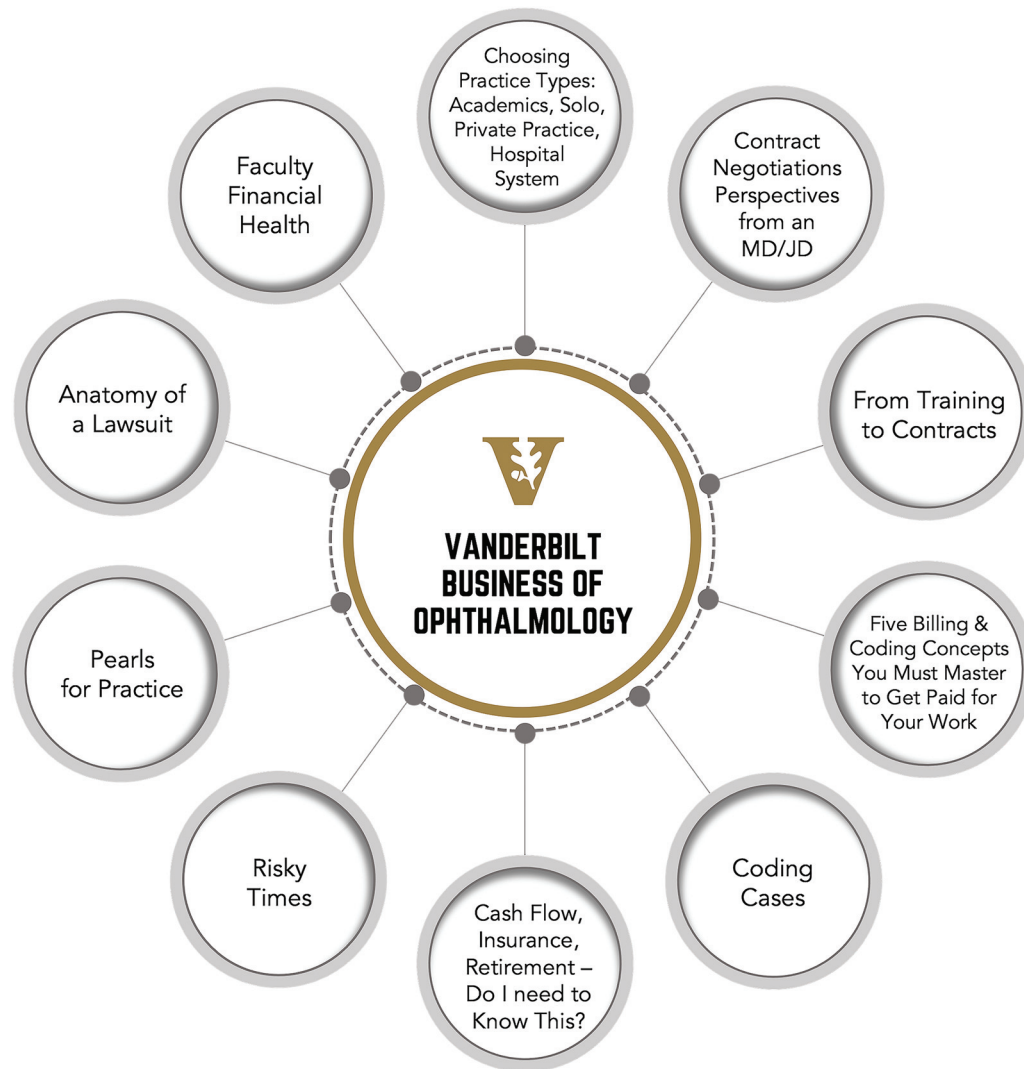 Choosing
Practice Types:
Academics, Solo,
Private Practice,
Hospital
System
Contract
Negotiations
Perspectives
from an
MD/JD
From Training
to Contracts
Five Billing &
Coding Concepts
You Must Master
to Get Paid for
Your Work
Coding
Cases
Cash Flow,
Insurance,
Retirement –
Do I need to
Know This?
Risky
Times
Pearls
for Practice
Anatomy of
a Lawsuit
Faculty
Financial
Health
V
VANDERBILT
BUSINESS OF
OPHTHALMOLOGY